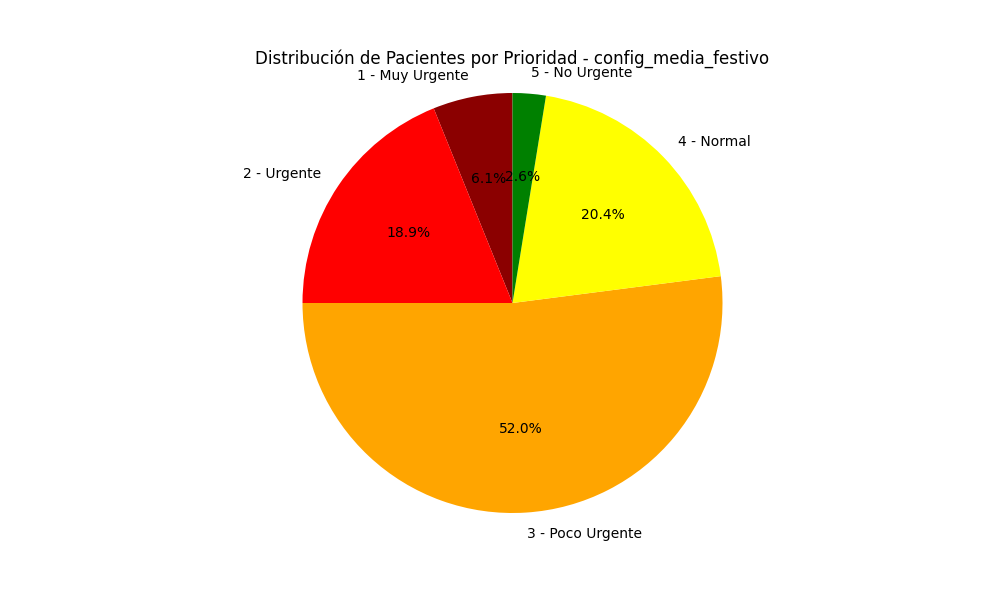 Distribución de Pacientes por Prioridad - config_media_festivo
1 - Muy Urgente
5 - No Urgente
4 - Normal
2 - Urgente
6.1%
2.6%
20.4%
18.9%
52.0%
3 - Poco Urgente